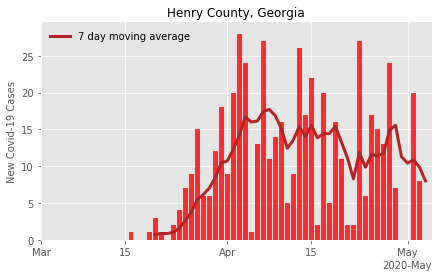 Henry County, Georgia
7 day moving average
New Covid-19 Cases
25
20
15
10
5
0
Mar 15 Apr 15 May
2020-May